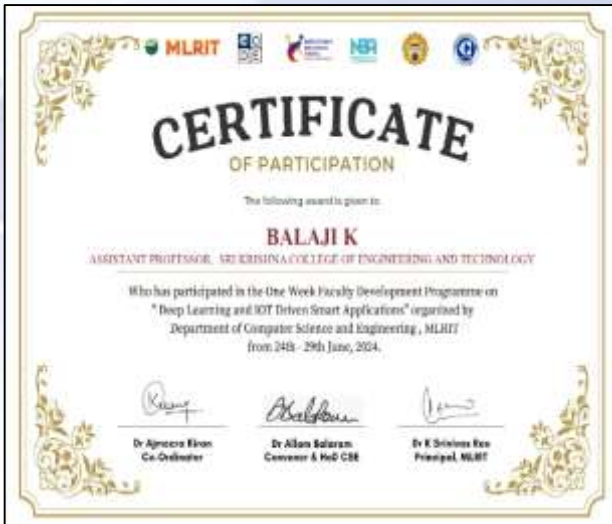 MLRIT
NBA
CERTIFICATE
OF PARTICIPATION
The following award is given to
BALAJI K
ASSISTANT PROFESSOR, SRI KRISHNA COLLEGE OF ENGINEERING AND TECHNOLOGY
Who has participated in the One Week Faculty Development Programme on
" Deep Learning and IOT Driven Smart Applications" organised by
Department of Computer Science and Engineering , MLRIT
from 24th - 29th June, 2024.
Dr Ajmeera Kiran
Dr Allam Balaram
Dr K Srinivas Rao
Co-Ordinator
Convenor & HoD CSE
Principal, MLRIT